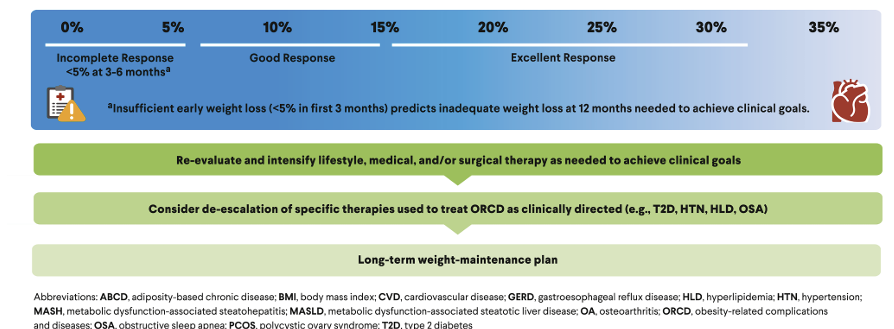 0% 5% 10% 15% 20% 25% 30% 35%
Incomplete Response Good Response Excellent Response
<5% at 3-6 monthsᵃ
ᵃInsufficient early weight loss (<5% in first 3 months) predicts inadequate weight loss at 12 months needed to achieve clinical goals.
Re-evaluate and intensify lifestyle, medical, and/or surgical therapy as needed to achieve clinical goals
Consider de-escalation of specific therapies used to treat ORCD as clinically directed (e.g., T2D, HTN, HLD, OSA)
Long-term weight-maintenance plan
Abbreviations: ABCD, adiposity-based chronic disease; BMI, body mass index; CVD, cardiovascular disease; GERD, gastroesophageal reflux disease; HLD, hyperlipidemia; HTN, hypertension;
MASH, metabolic dysfunction-associated steatohepatitis; MASLD, metabolic dysfunction-associated steatotic liver disease; OA, osteoarthritis; ORCD, obesity-related complications
and diseases; OSA, obstructive sleep apnea; PCOS, polycystic ovary syndrome; T2D, type 2 diabetes